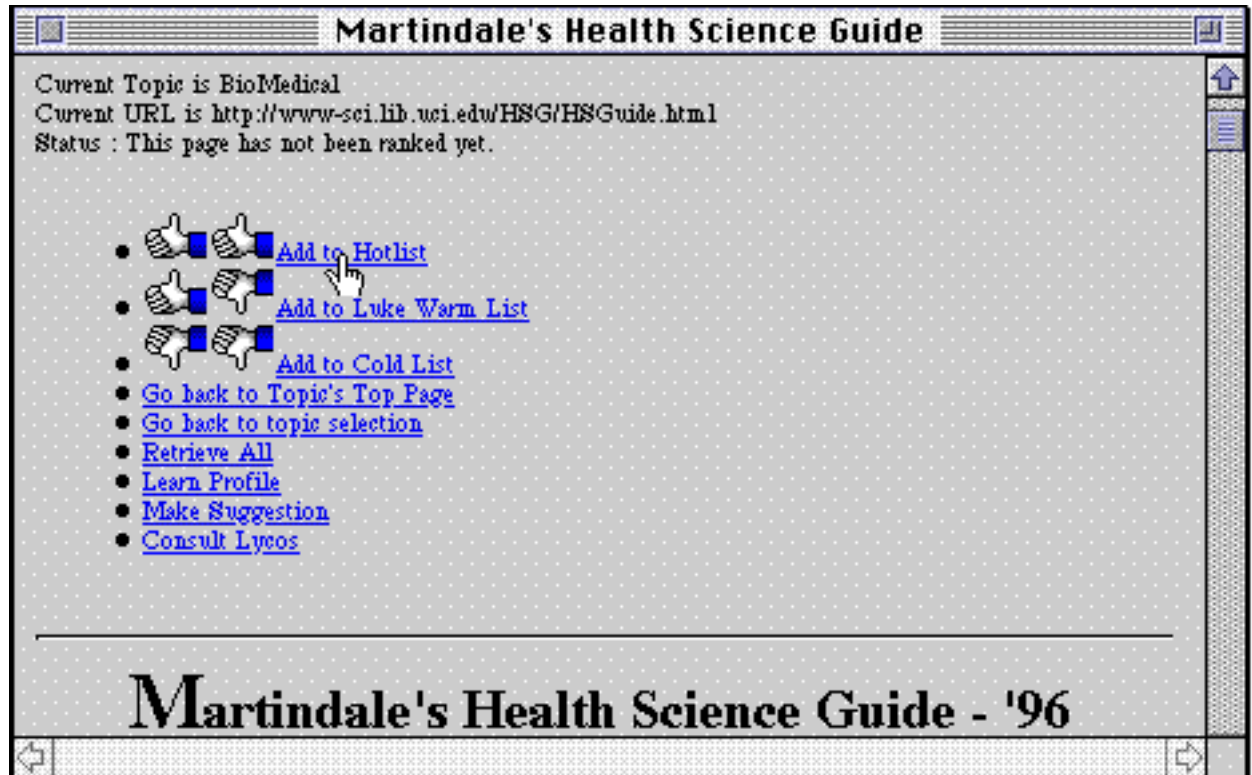 Martindale's Health Science Guide
Current Topic is BioMedical
Current URL is http://www-sci.lib.uci.edu/HSG/HSGuide.html
Status : This page has not been ranked yet.
Add to Hotlist
Add to Luke Warm List
Add to Cold List
Go back to Topic's Top Page
Go back to topic selection
Retrieve All
Learn Profile
Make Suggestion
Consult Lycos
Martindale's Health Science Guide - '96